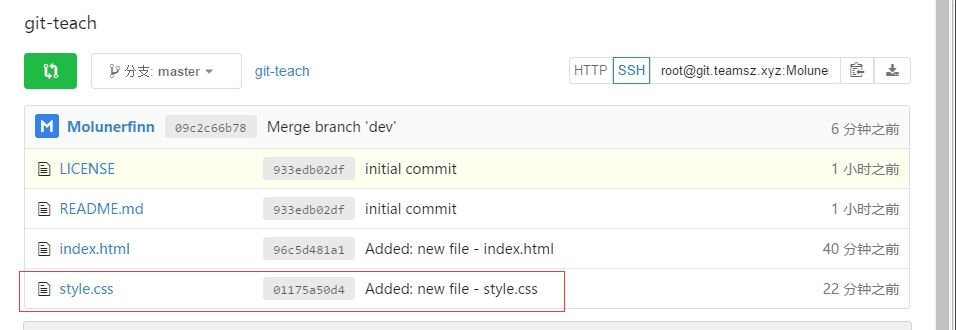 git-teach
分支: master git-teach HTTP SSH root@git.teamsz.xyz:Molune
Molunerfinn 09c2c66b78 Merge branch 'dev' 6 分钟之前
LICENSE 933edb02df initial commit 1 小时之前
README.md 933edb02df initial commit 1 小时之前
index.html 96c5d481a1 Added: new file - index.html 40 分钟之前
style.css 01175a50d4 Added: new file - style.css 22 分钟之前